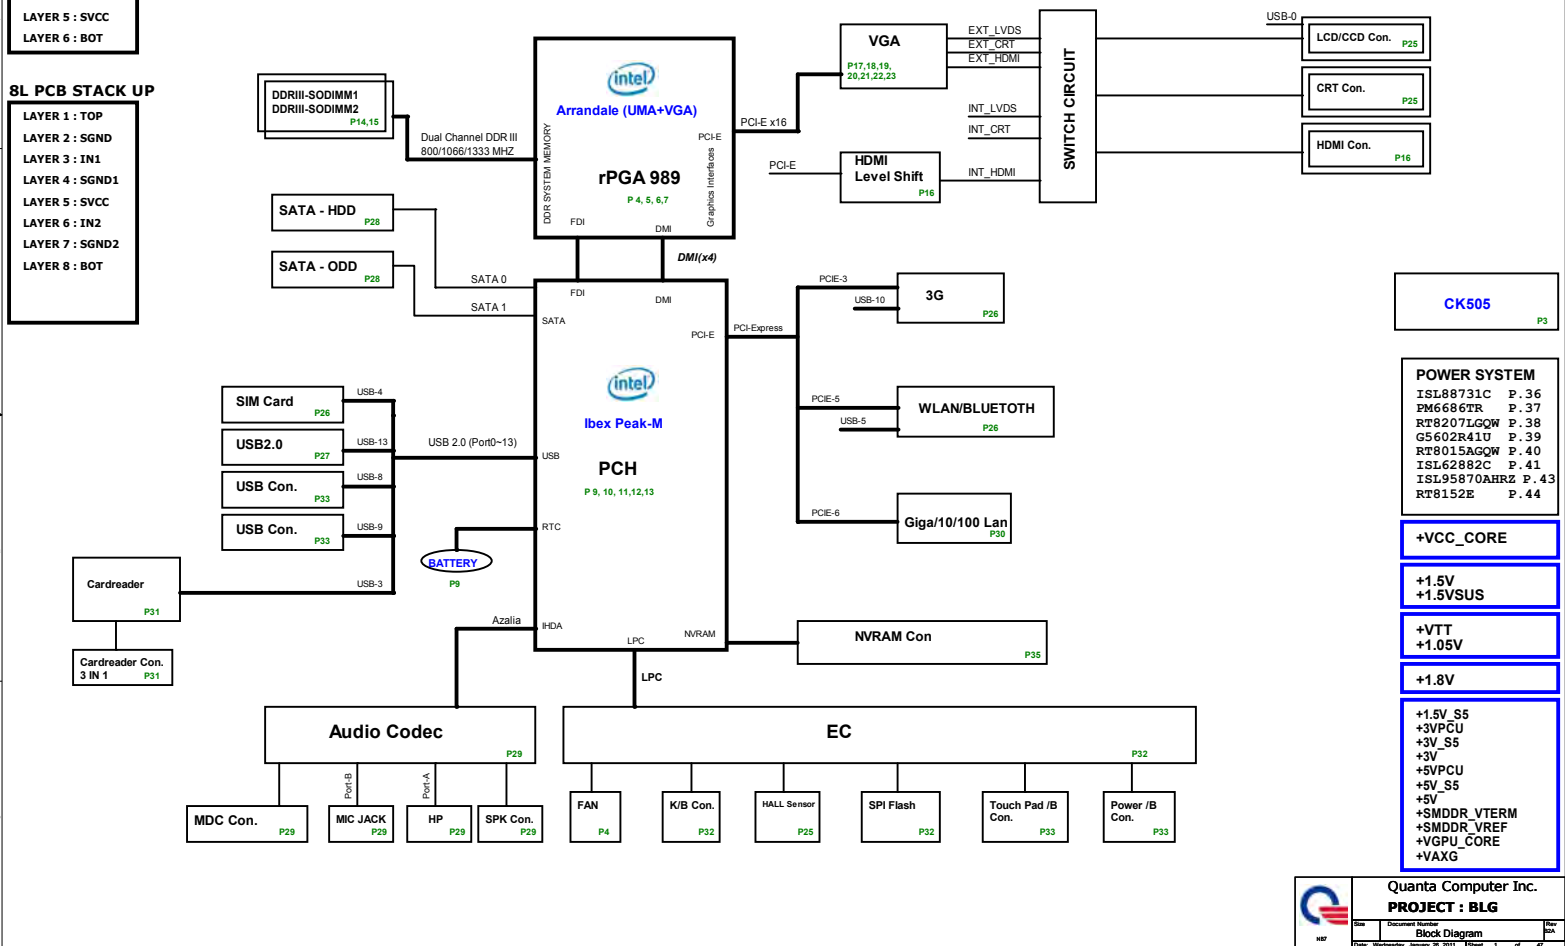 LAYER 5 : SVCC
LAYER 6 : BOT
8L PCB STACK UP
LAYER 1 : TOP
LAYER 2 : SGND
LAYER 3 : IN1
LAYER 4 : SGND1
LAYER 5 : SVCC
LAYER 6 : IN2
LAYER 7 : SGND2
LAYER 8 : BOT
DDRIII-SODIMM1
DDRIII-SODIMM2
P14,15
Dual Channel DDR III
800/1066/1333 MHZ
SATA - HDD
P28
SATA - ODD
P28
SATA 0
SATA 1
intel
Arrandale (UMA+VGA)
rPGA 989
P 4, 5, 6,7
DDR SYSTEM MEMORY
PCI-E
Graphics Interfaces
FDI
DMI
DMI(x4)
PCI-E x16
VGA
P17,18,19,
20,21,22,23
EXT_LVDS
EXT_CRT
EXT_HDMI
INT_LVDS
INT_CRT
PCI-E
HDMI
Level Shift
P16
INT_HDMI
SWITCH CIRCUIT
USB-0
LCD/CCD Con.
P25
CRT Con.
P25
HDMI Con.
P16
FDI
DMI
SATA
PCI-E
intel
Ibex Peak-M
PCH
P 9, 10, 11,12,13
USB
RTC
IHDA
LPC
NVRAM
PCI-Express
PCIE-3
USB-10
3G
P26
PCIE-5
USB-5
WLAN/BLUETOTH
P26
PCIE-6
Giga/10/100 Lan
P30
NVRAM Con
P35
SIM Card
P26
USB-4
USB2.0
P27
USB-13
USB Con.
P33
USB-8
USB Con.
P33
USB-9
USB 2.0 (Port0~13)
Cardreader
P31
USB-3
Cardreader Con.
3 IN 1
P31
BATTERY
P9
Azalia
LPC
Audio Codec
P29
Port-B
Port-A
MDC Con.
P29
MIC JACK
P29
HP
P29
SPK Con.
P29
EC
P32
FAN
P4
K/B Con.
P32
HALL Sensor
P25
SPI Flash
P32
Touch Pad /B
Con.
P33
Power /B
Con.
P33
CK505
P3
POWER SYSTEM
ISL88731C P.36
PM6686TR P.37
RT8207LGQW P.38
G5602R41U P.39
RT8015AGQW P.40
ISL62882C P.41
ISL95870AHRZ P.43
RT8152E P.44
+VCC_CORE
+1.5V
+1.5VSUS
+VTT
+1.05V
+1.8V
+1.5V_S5
+3VPCU
+3V_S5
+3V
+5VPCU
+5V_S5
+5V
+SMDDR_VTERM
+SMDDR_VREF
+VGPU_CORE
+VAXG
Quanta Computer Inc.
PROJECT : BLG
NB7
Size
Document Number
Rev
Block Diagram
Date: Wednesday, January 26, 2011
Sheet 1 of 47